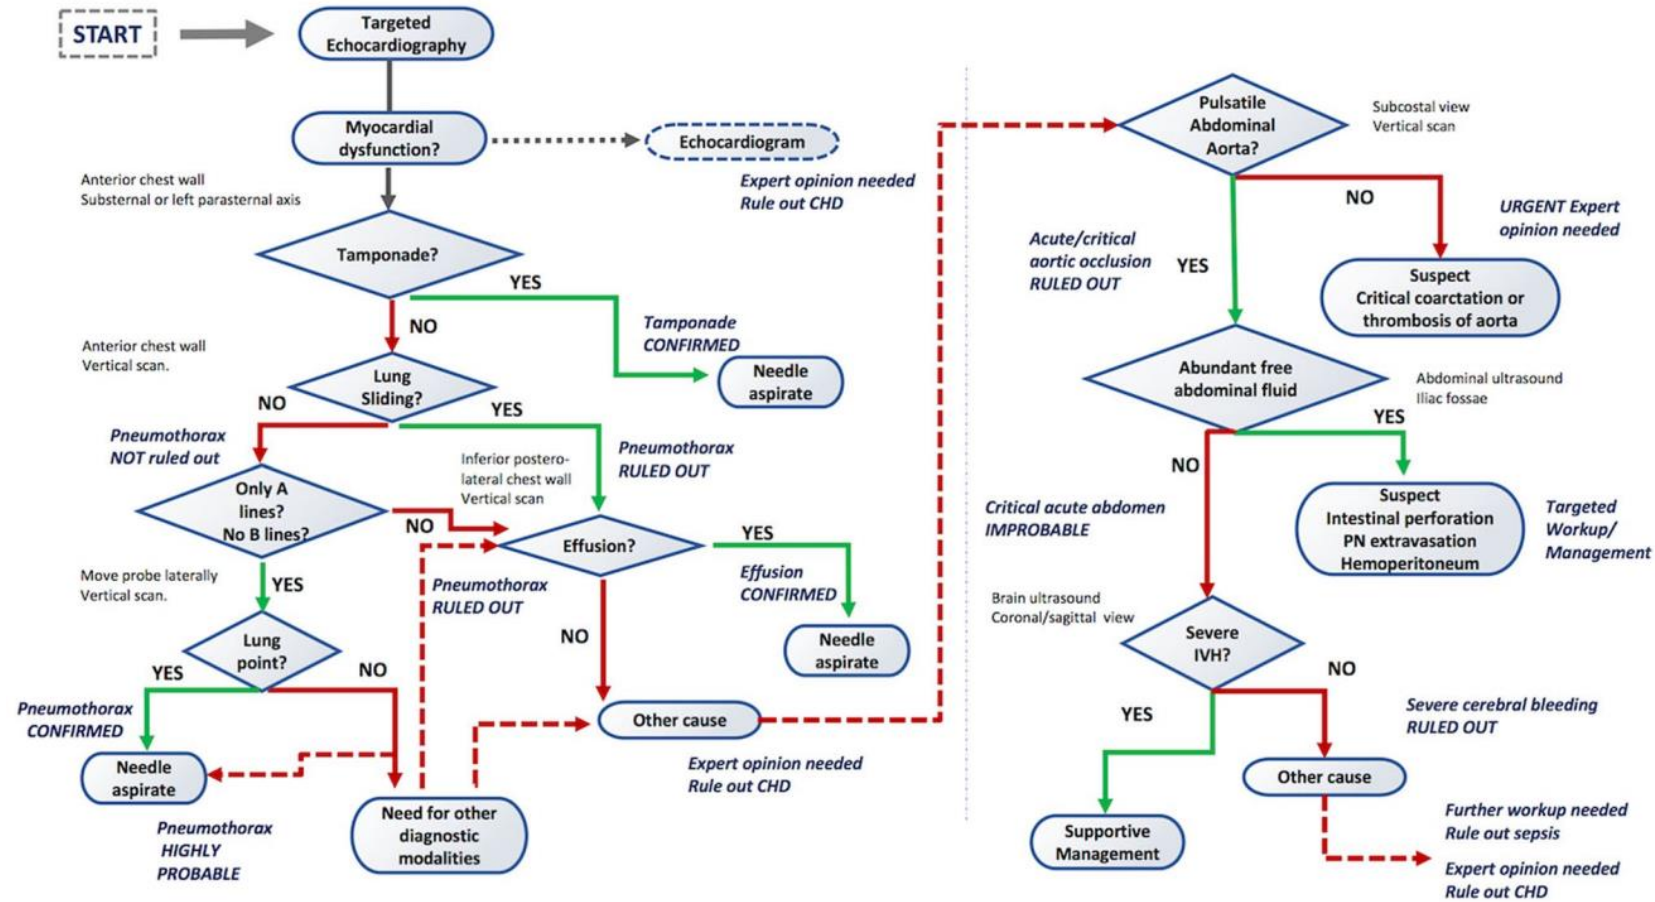 START
Targeted
Echocardiography
Myocardial
dysfunction?
Echocardiogram
Expert opinion needed
Rule out CHD
Anterior chest wall
Substernal or left parasternal axis
Tamponade?
YES
NO
Tamponade
CONFIRMED
Needle
aspirate
Anterior chest wall
Vertical scan.
Lung
Sliding?
NO
YES
Pneumothorax
NOT ruled out
Pneumothorax
RULED OUT
Inferior postero-
lateral chest wall
Vertical scan
Only A
lines?
No B lines?
NO
Effusion?
YES
Effusion
CONFIRMED
Needle
aspirate
Move probe laterally
Vertical scan.
YES
Pneumothorax
RULED OUT
NO
Lung
point?
YES
NO
Pneumothorax
CONFIRMED
Needle
aspirate
Pneumothorax
HIGHLY
PROBABLE
Need for other
diagnostic
modalities
Other cause
Expert opinion needed
Rule out CHD
Pulsatile
Abdominal
Aorta?
Subcostal view
Vertical scan
NO
URGENT Expert
opinion needed
Acute/critical
aortic occlusion
RULED OUT
YES
Suspect
Critical coarctation or
thrombosis of aorta
Abundant free
abdominal fluid
Abdominal ultrasound
Iliac fossae
YES
NO
Critical acute abdomen
IMPROBABLE
Suspect
Intestinal perforation
PN extravasation
Hemoperitoneum
Targeted
Workup/
Management
Brain ultrasound
Coronal/sagittal view
Severe
IVH?
NO
YES
Severe cerebral bleeding
RULED OUT
Other cause
Supportive
Management
Further workup needed
Rule out sepsis
Expert opinion needed
Rule out CHD